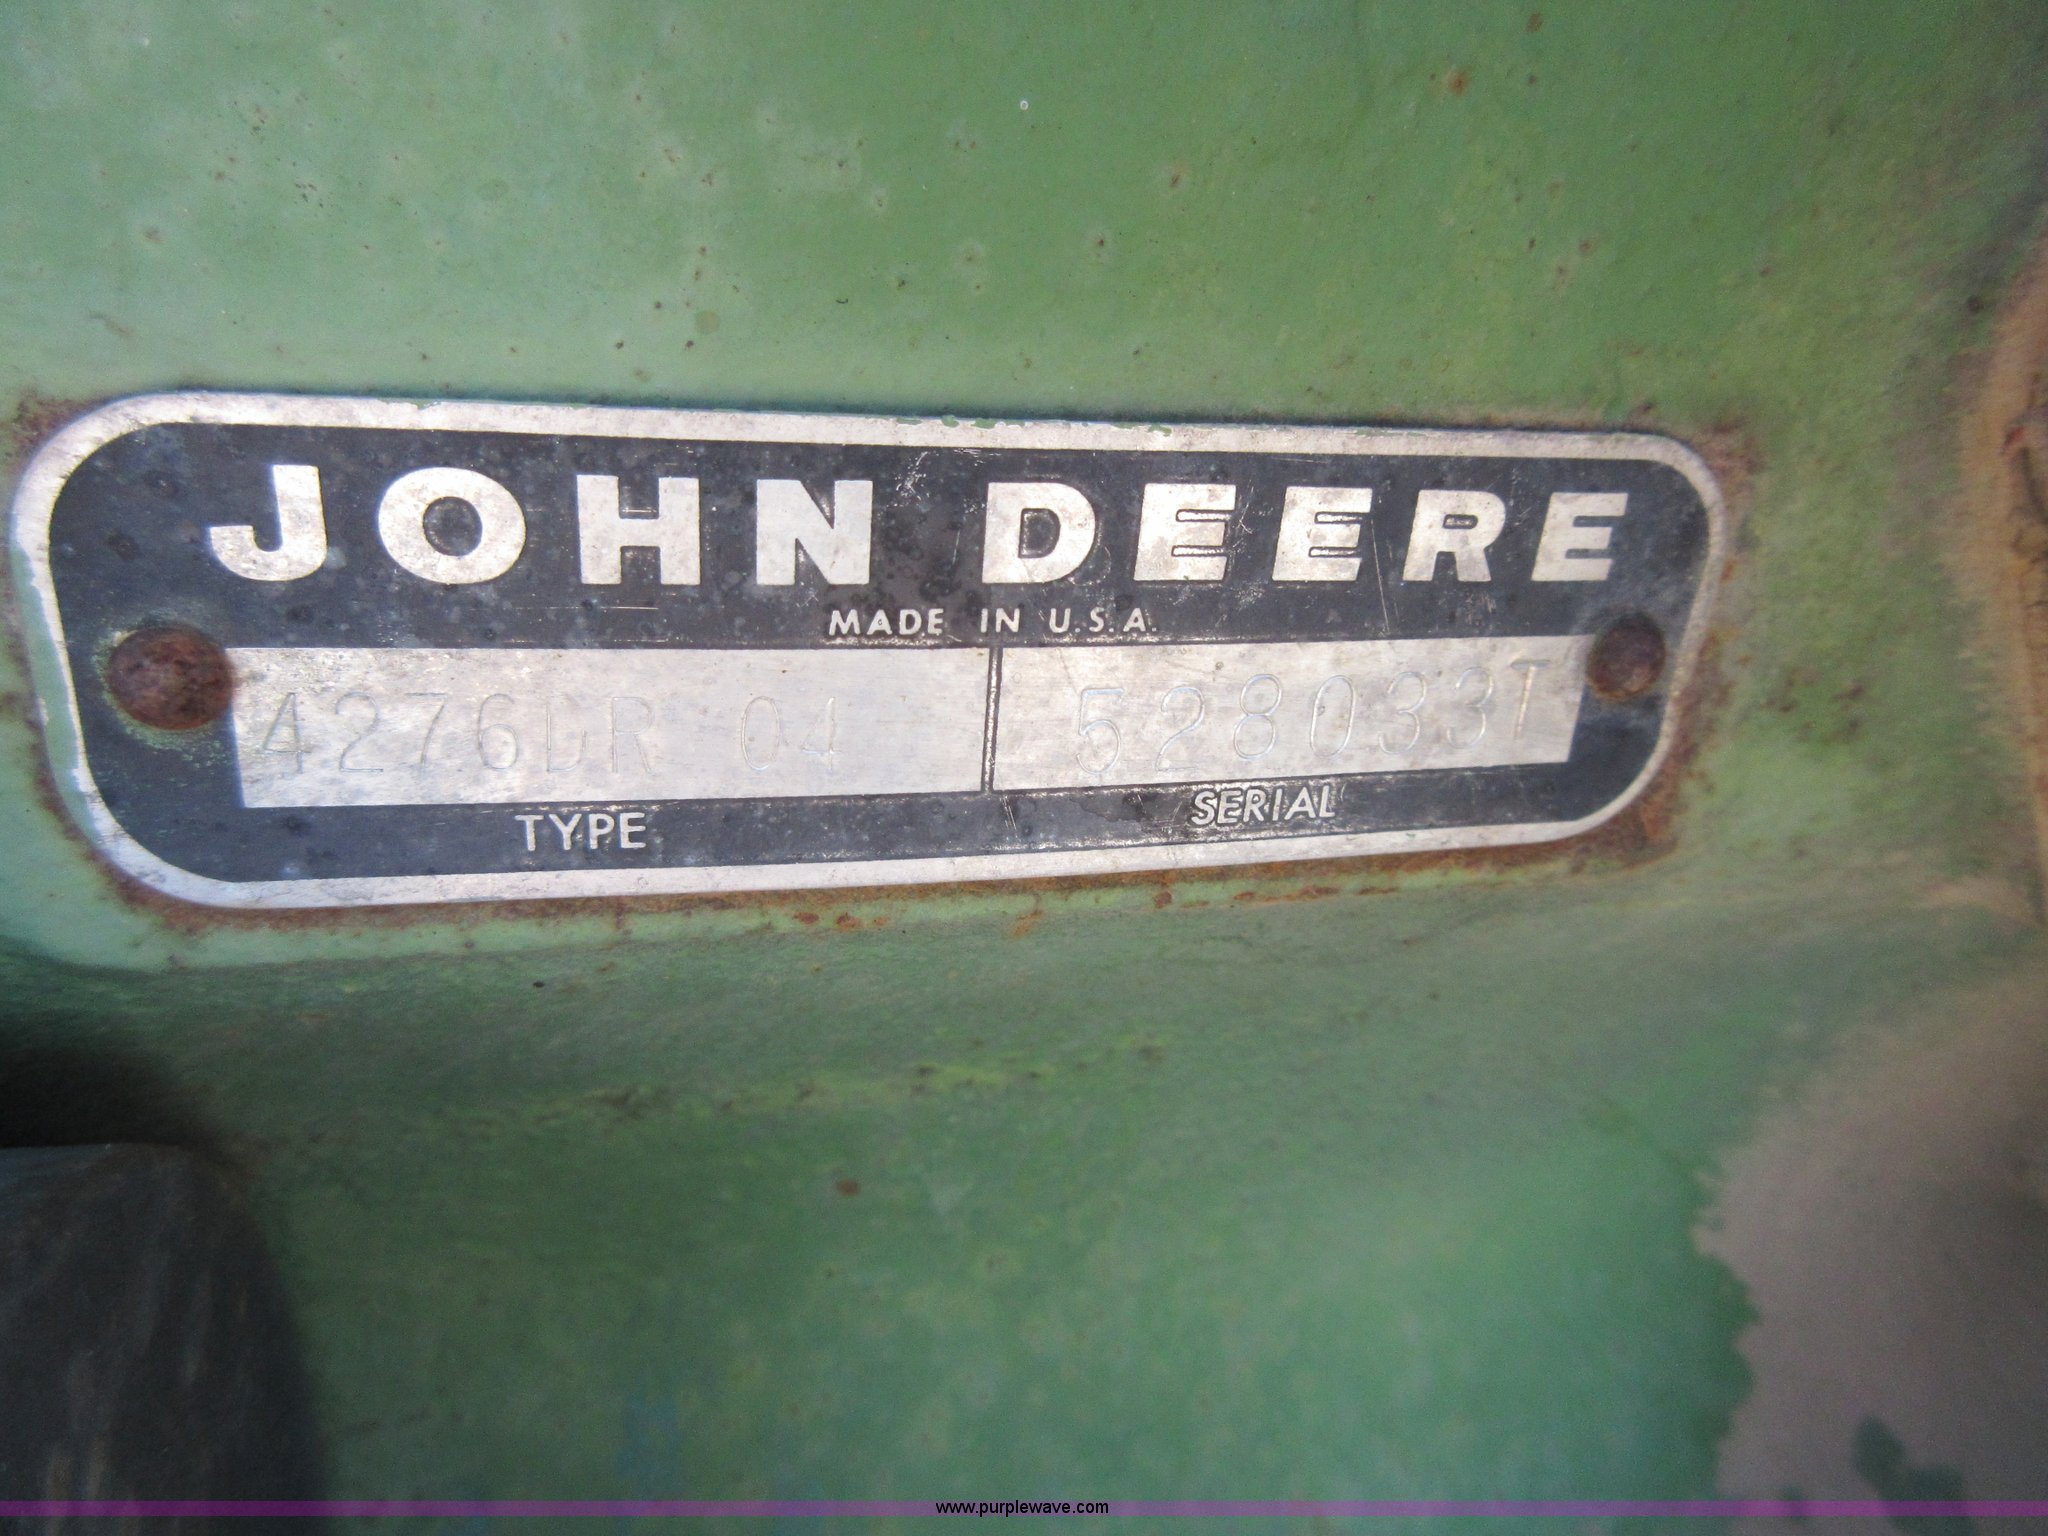 JOHN DEERE
MADE IN U.S.A.
4276DR 04 528033T
TYPE SERIAL
www.purplewave.com